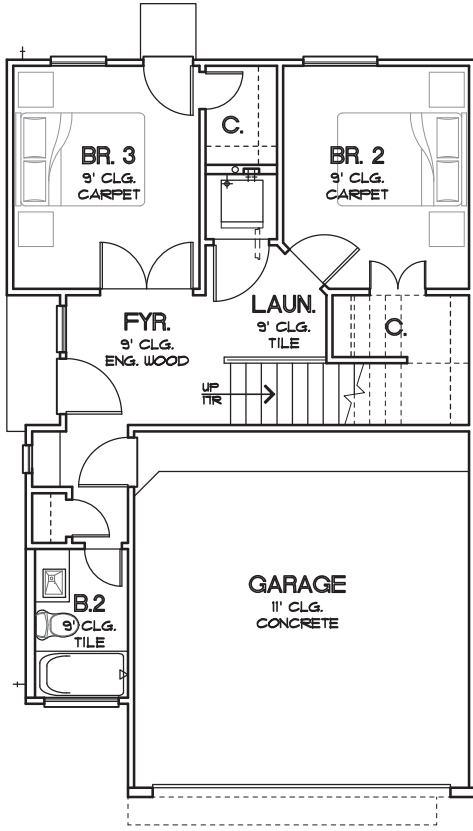 C.
BR. 3
9' CLG.
CARPET
BR. 2
9' CLG.
CARPET
FYR.
9' CLG.
ENG. WOOD
LAUN.
9' CLG.
TILE
C.
UP
17R
GARAGE
11' CLG.
CONCRETE
B.2
9' CLG.
TILE